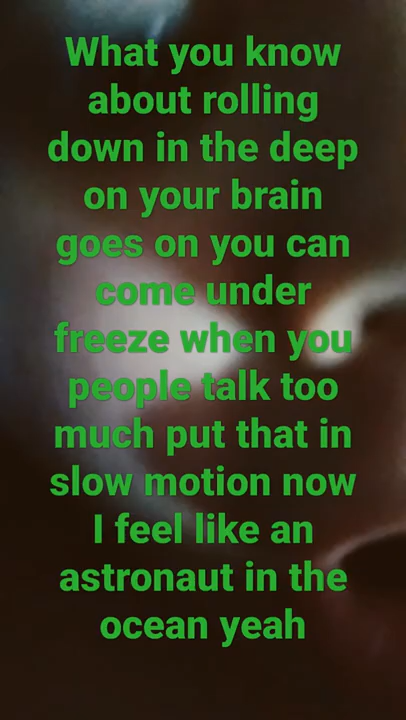 What you know
about rolling
down in the deep
on your brain
goes on you can
come under
freeze when you
people talk too
much put that in
slow motion now
I feel like an
astronaut in the
ocean yeah